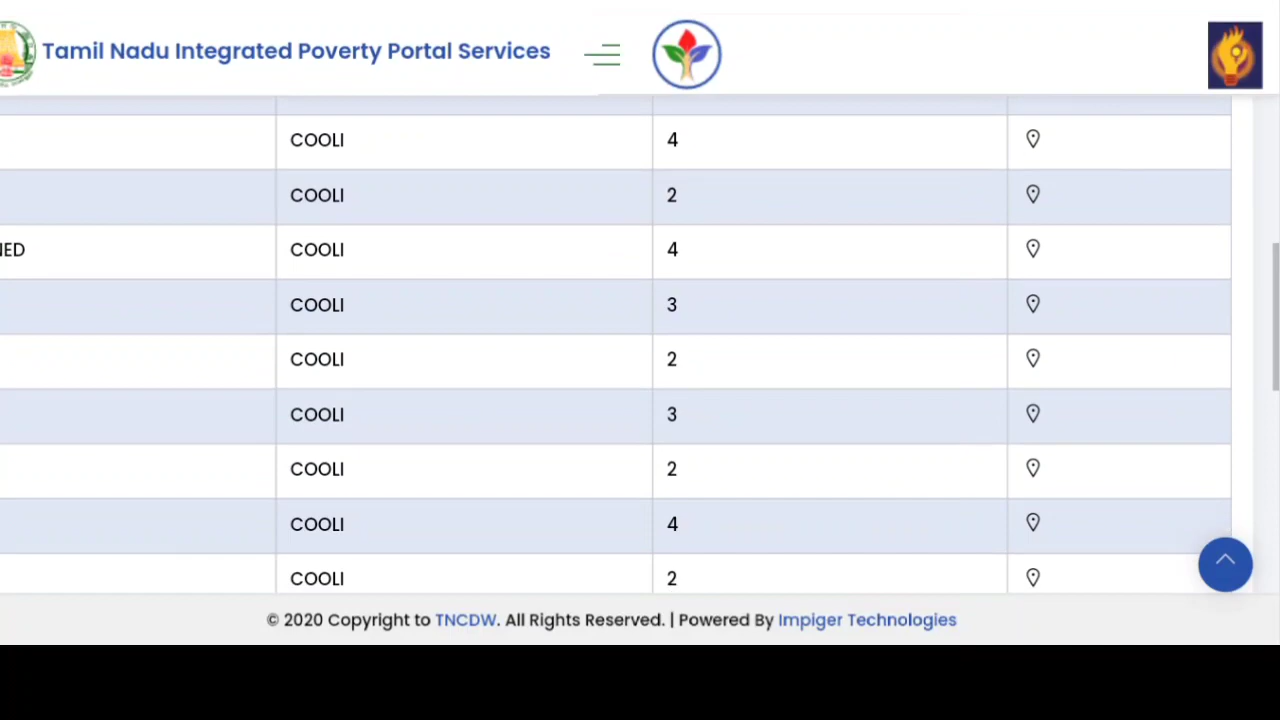 Tamil Nadu Integrated Poverty Portal Services
COOLI 4
COOLI 2
NED COOLI 4
COOLI 3
COOLI 2
COOLI 3
COOLI 2
COOLI 4
COOLI 2
© 2020 Copyright to TNCDW. All Rights Reserved. | Powered By Impiger Technologies